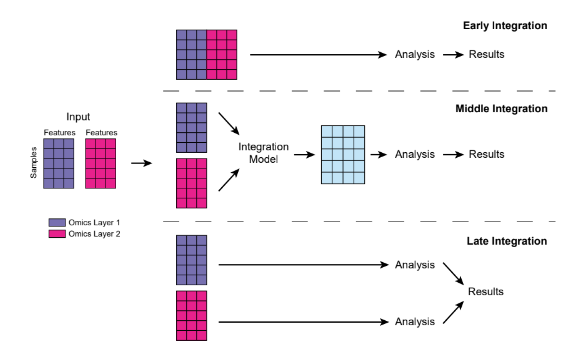 Early Integration
Analysis
Results
Middle Integration
Input
Features
Features
Samples
Integration
Model
Analysis
Results
Omics Layer 1
Omics Layer 2
Late Integration
Analysis
Results
Analysis